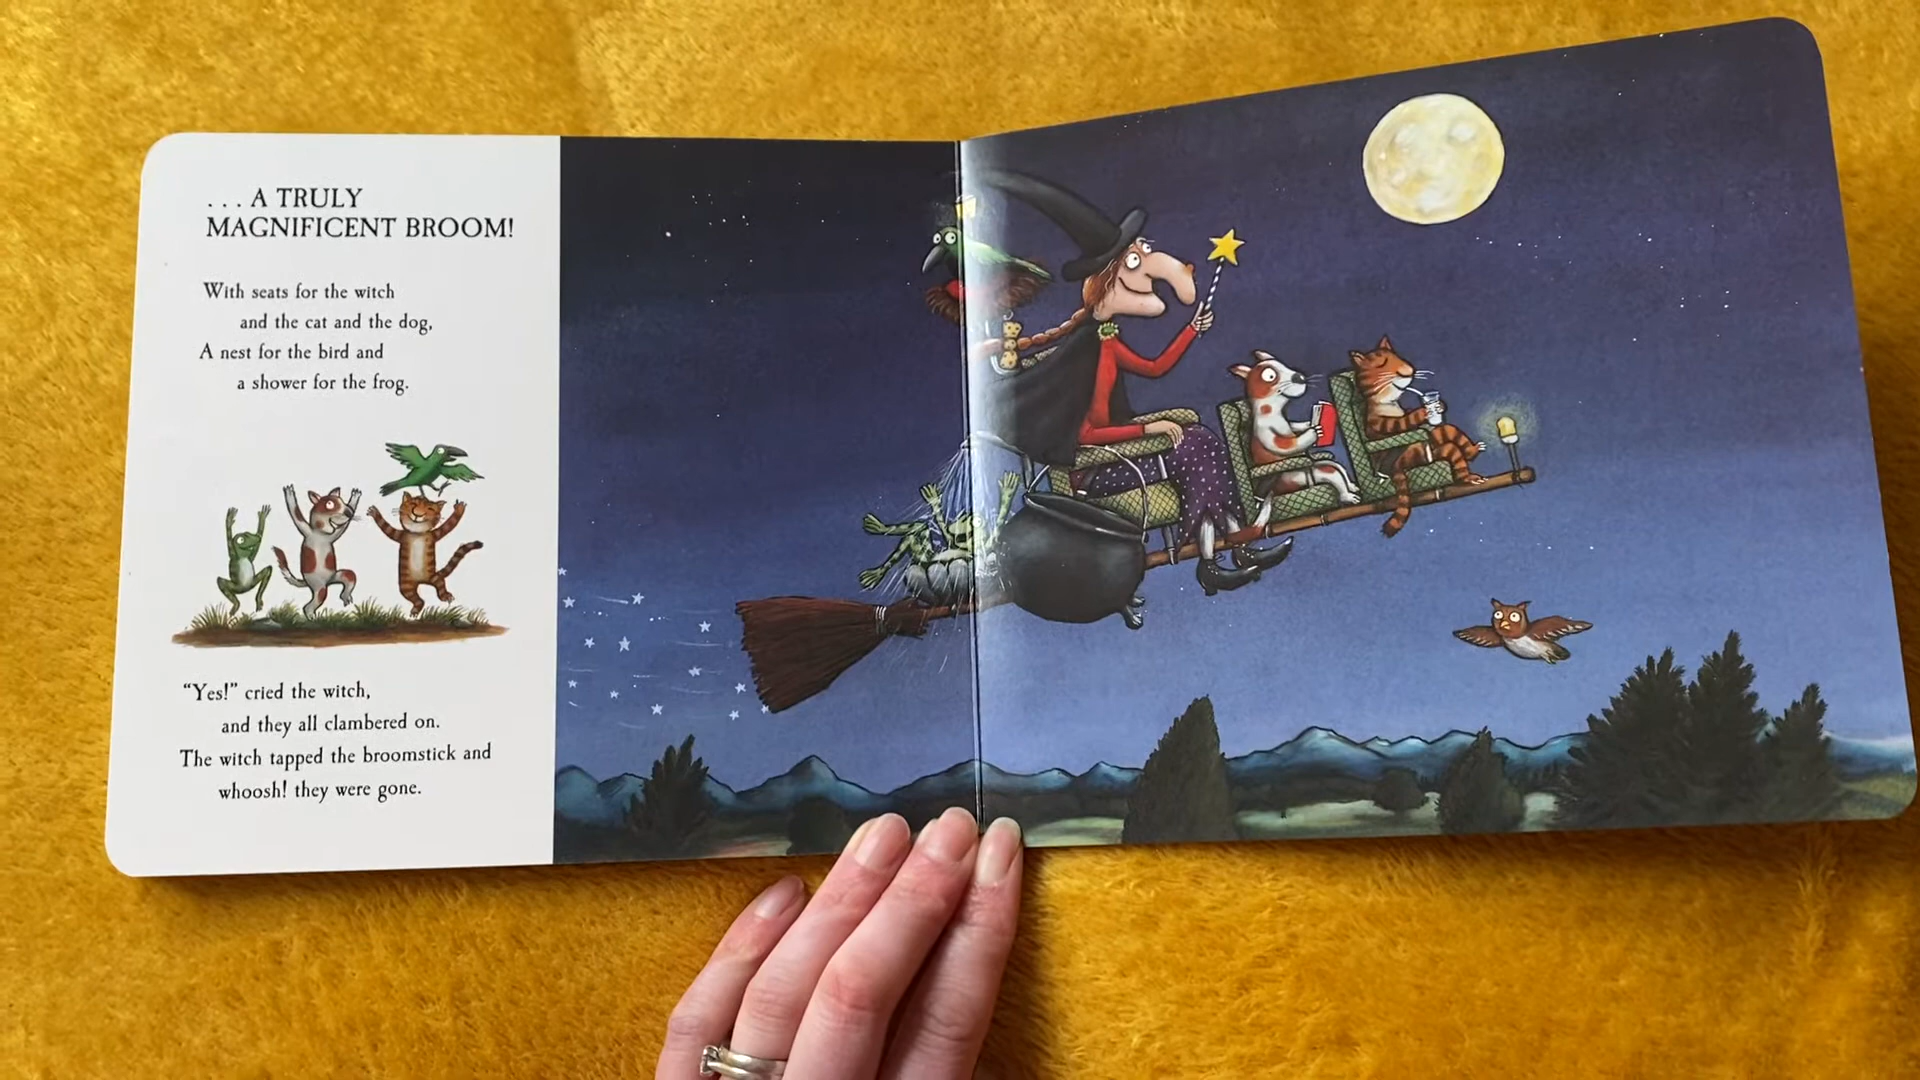 . . . A TRULY
MAGNIFICENT BROOM!
With seats for the witch
and the cat and the dog,
A nest for the bird and
a shower for the frog.
“Yes!” cried the witch,
and they all clambered on.
The witch tapped the broomstick and
whoosh! they were gone.